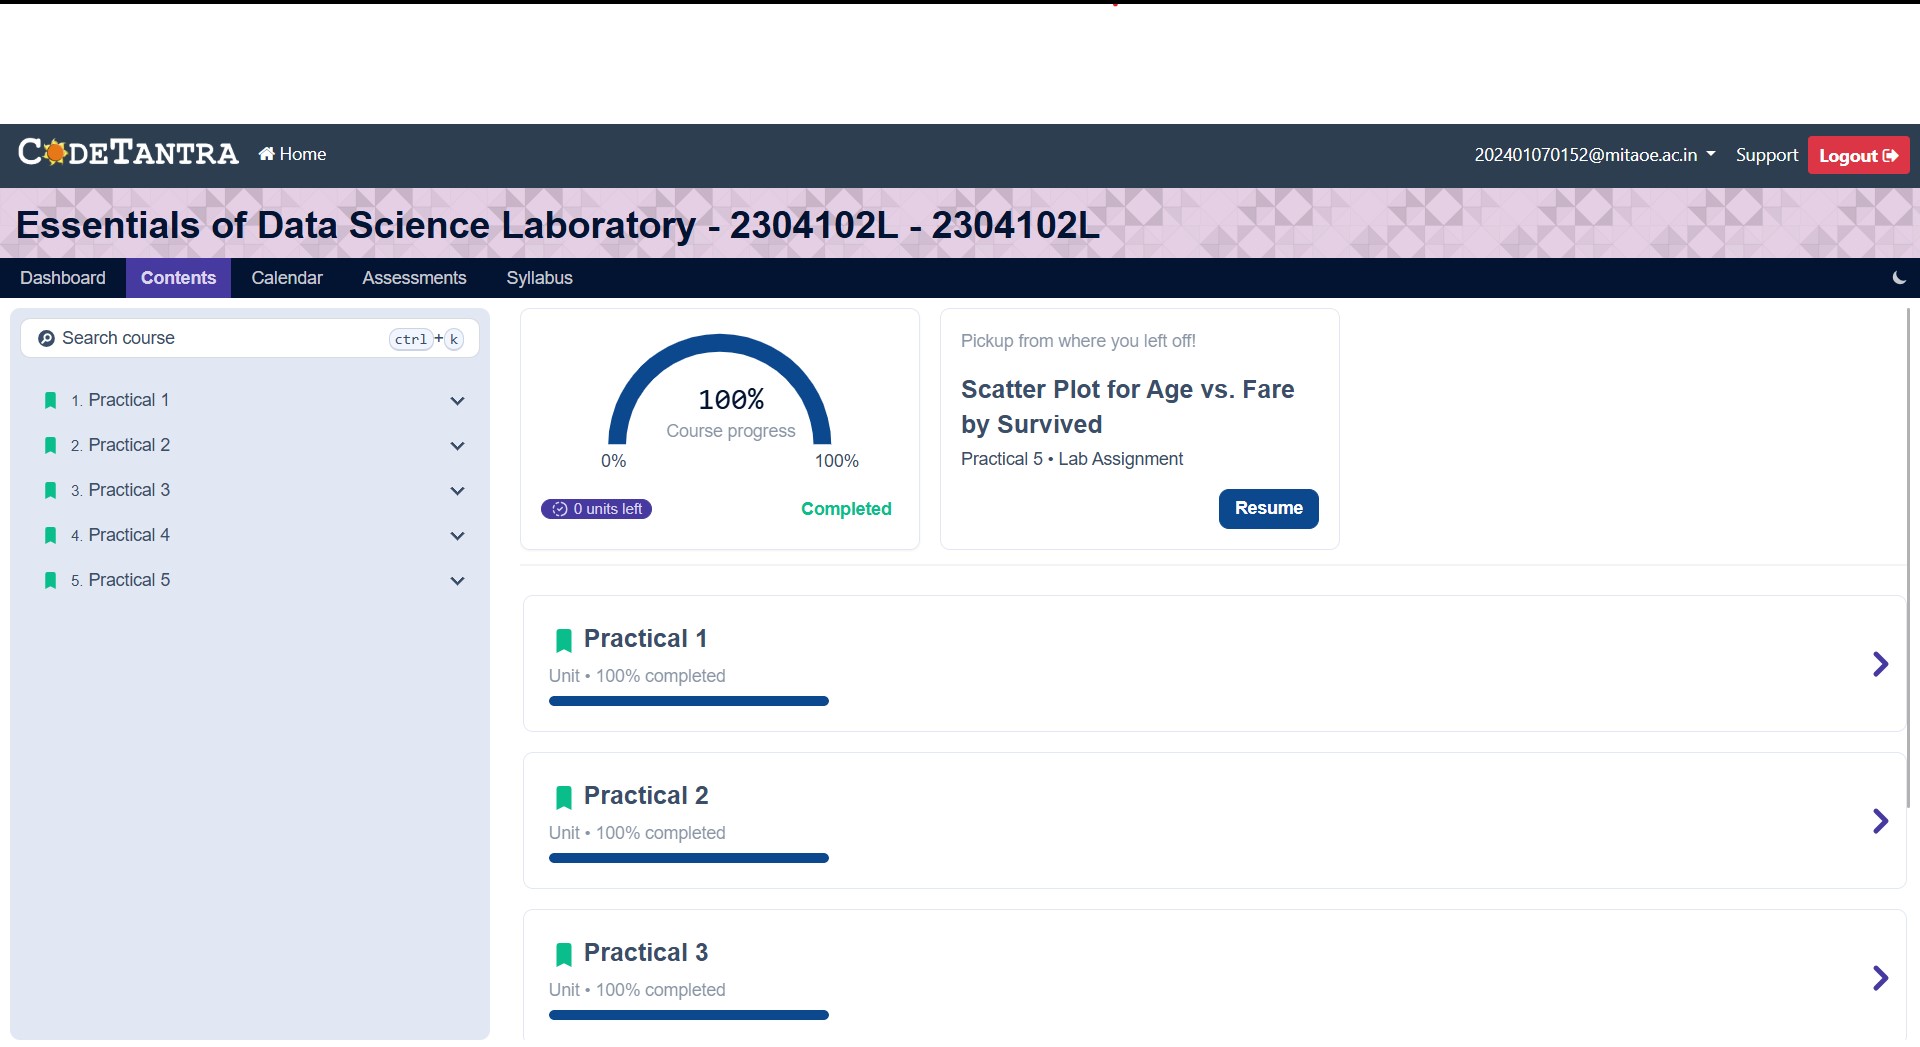 CODETANTRA Home 202401070152@mitaoe.ac.in Support Logout
Essentials of Data Science Laboratory - 2304102L - 2304102L
Dashboard Contents Calendar Assessments Syllabus
Search course ctrl+k
1. Practical 1
2. Practical 2
3. Practical 3
4. Practical 4
5. Practical 5
100%
Course progress
0% 100%
0 units left Completed
Pickup from where you left off!
Scatter Plot for Age vs. Fare
by Survived
Practical 5 • Lab Assignment
Resume
Practical 1
Unit • 100% completed
Practical 2
Unit • 100% completed
Practical 3
Unit • 100% completed